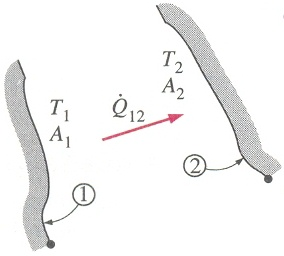 T₂
A₂
T₁
A₁
Q̇₁₂
②
①